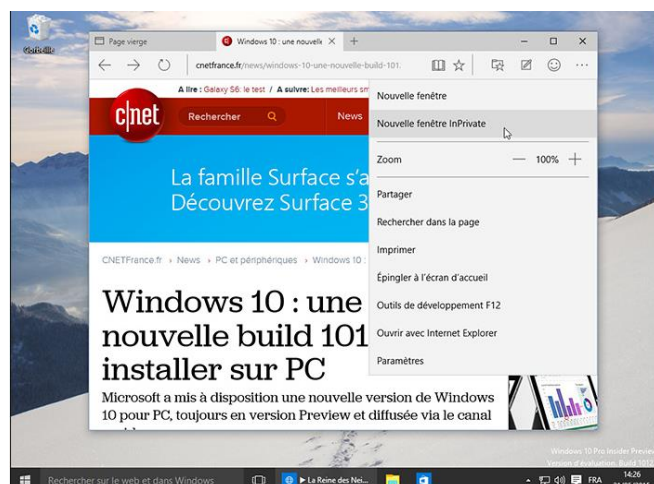 Corbeille
Page vierge
Windows 10 : une nouvelle
cnetfrance.fr/news/windows-10-une-nouvelle-build-101.
A lire : Galaxy S6: le test / A suivre: Les meilleurs sm
c|net
Rechercher
News
La famille Surface s'a
Découvrez Surface 3
CNETFrance.fr › News › PC et périphériques › Windows 10 :
Windows 10 : une
nouvelle build 101
installer sur PC
Microsoft a mis à disposition une nouvelle version de Windows
10 pour PC, toujours en version Preview et diffusée via le canal
Nouvelle fenêtre
Nouvelle fenêtre InPrivate
Zoom
100%
Partager
Rechercher dans la page
Imprimer
Épingler à l'écran d'accueil
Outils de développement F12
Ouvrir avec Internet Explorer
Paramètres
Windows 10 Pro Insider Preview
Version d'évaluation. Build 1012
Rechercher sur le web et dans Windows
La Reine des Nei...
FRA
14:26